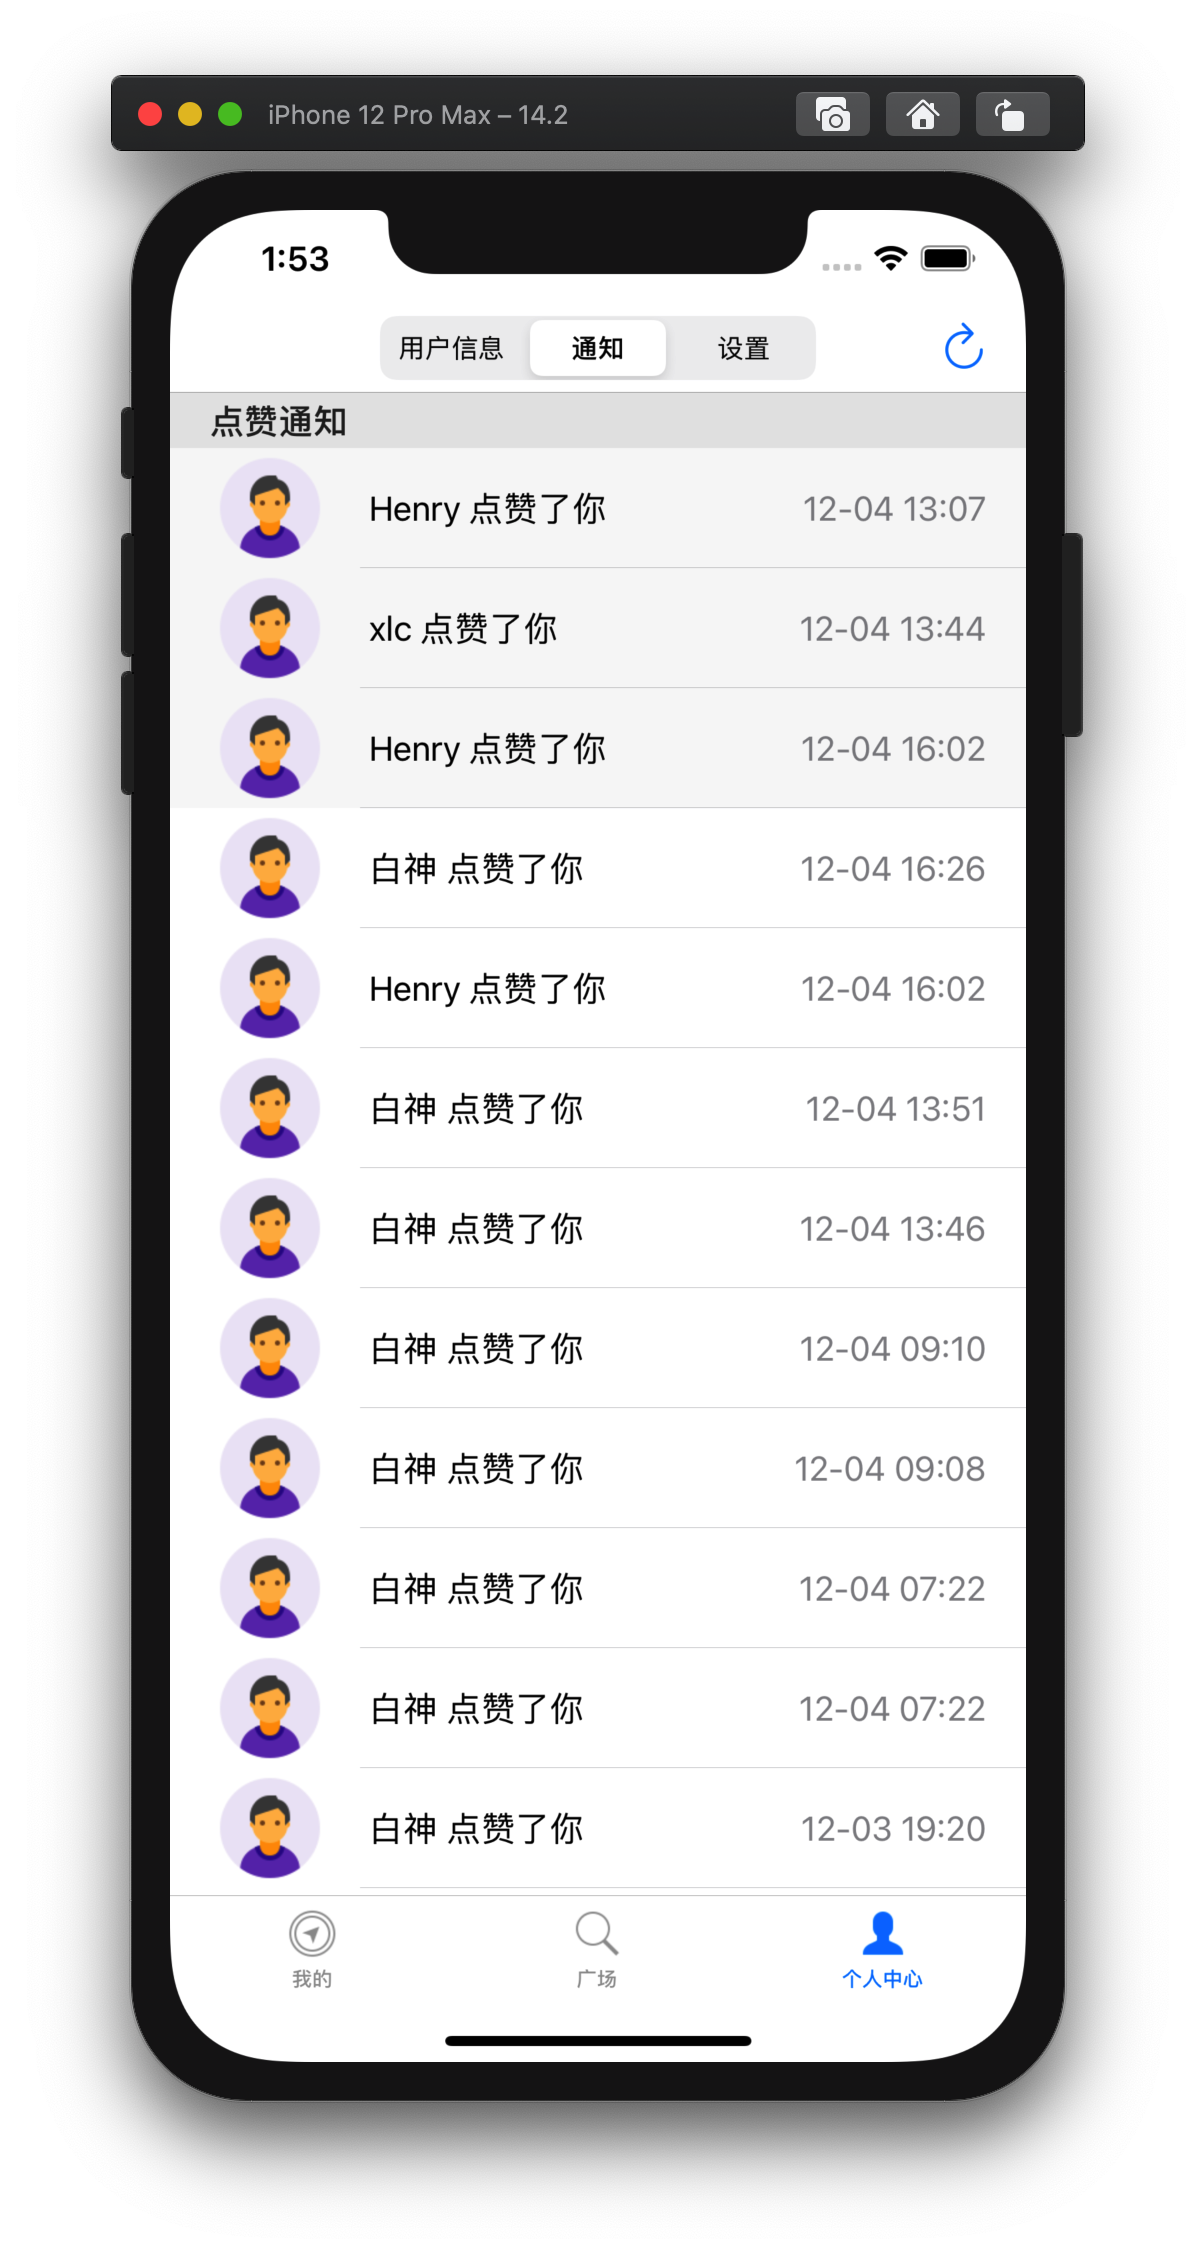 iPhone 12 Pro Max – 14.2
1:53
用户信息 通知 设置
点赞通知
Henry 点赞了你 12-04 13:07
xlc 点赞了你 12-04 13:44
Henry 点赞了你 12-04 16:02
白神 点赞了你 12-04 16:26
Henry 点赞了你 12-04 16:02
白神 点赞了你 12-04 13:51
白神 点赞了你 12-04 13:46
白神 点赞了你 12-04 09:10
白神 点赞了你 12-04 09:08
白神 点赞了你 12-04 07:22
白神 点赞了你 12-04 07:22
白神 点赞了你 12-03 19:20
我的 广场 个人中心